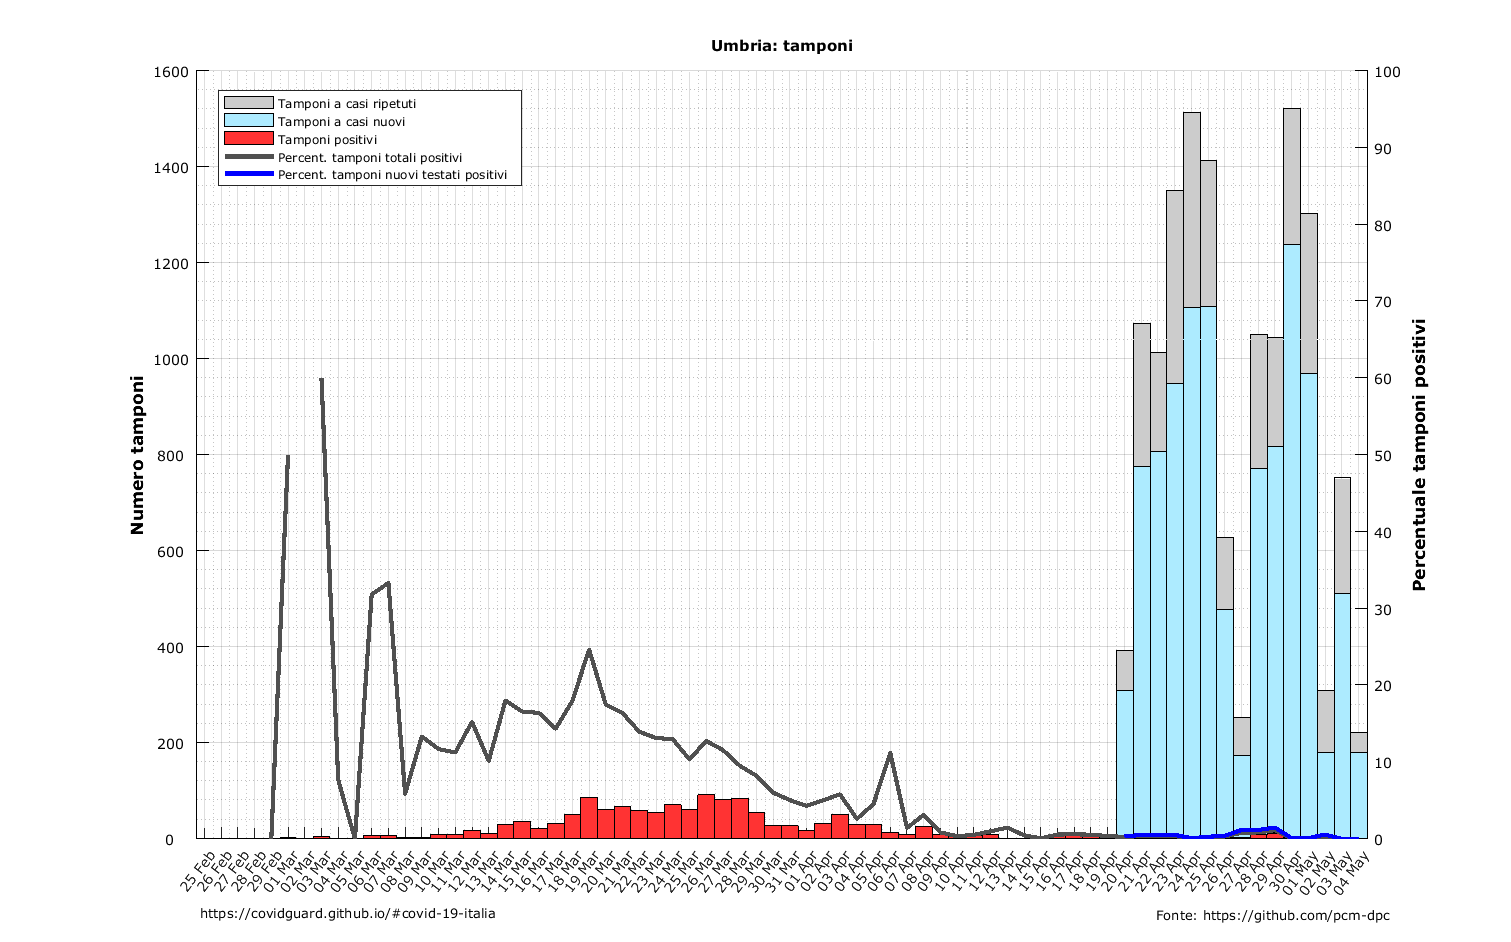 Umbria: tamponi
1600
1400
1200
1000
800
600
400
200
0
Numero tamponi
Tamponi a casi ripetuti
Tamponi a casi nuovi
Tamponi positivi
Percent. tamponi totali positivi
Percent. tamponi nuovi testati positivi
100
90
80
70
60
50
40
30
20
10
0
Percentuale tamponi positivi
25 Feb
26 Feb
27 Feb
28 Feb
29 Feb
01 Mar
02 Mar
03 Mar
04 Mar
05 Mar
06 Mar
07 Mar
08 Mar
09 Mar
10 Mar
11 Mar
12 Mar
13 Mar
14 Mar
15 Mar
16 Mar
17 Mar
18 Mar
19 Mar
20 Mar
21 Mar
22 Mar
23 Mar
24 Mar
25 Mar
26 Mar
27 Mar
28 Mar
29 Mar
30 Mar
31 Mar
01 Apr
02 Apr
03 Apr
04 Apr
05 Apr
06 Apr
07 Apr
08 Apr
09 Apr
10 Apr
11 Apr
12 Apr
13 Apr
14 Apr
15 Apr
16 Apr
17 Apr
18 Apr
19 Apr
20 Apr
21 Apr
22 Apr
23 Apr
24 Apr
25 Apr
26 Apr
27 Apr
28 Apr
29 Apr
30 Apr
01 May
02 May
03 May
04 May
https://covidguard.github.io/#covid-19-italia
Fonte: https://github.com/pcm-dpc